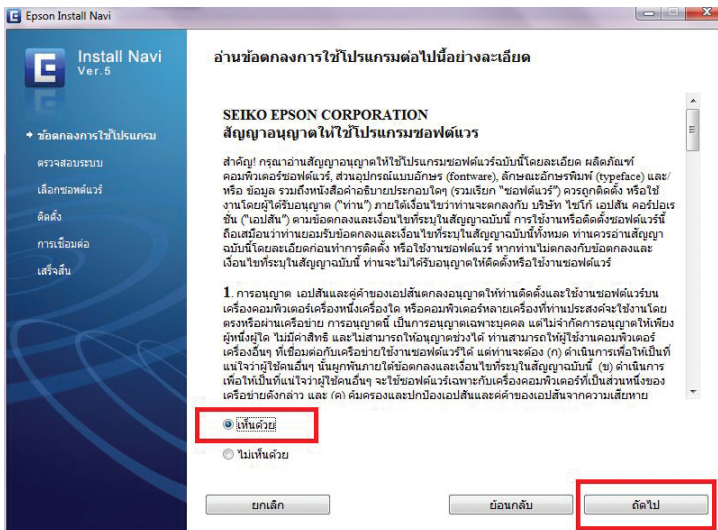 Epson Install Navi
Install Navi
Ver.5
ข้อตกลงการใช้โปรแกรม
ตรวจสอบระบบ
เลือกซอฟต์แวร์
ติดตั้ง
การเชื่อมต่อ
เสร็จสิ้น
อ่านข้อตกลงการใช้โปรแกรมต่อไปนี้อย่างละเอียด
SEIKO EPSON CORPORATION
สัญญาอนุญาตให้ใช้โปรแกรมซอฟต์แวร์
สำคัญ! กรุณาอ่านสัญญาอนุญาตให้ใช้โปรแกรมซอฟต์แวร์ฉบับนี้โดยละเอียด ผลิตภัณฑ์
คอมพิวเตอร์ซอฟต์แวร์, ส่วนอุปกรณ์แบบอักษร (fontware), ลักษณะอักษรพิมพ์ (typeface) และ/
หรือ ข้อมูล รวมถึงหนังสือคำอธิบายประกอบใดๆ (รวมเรียก "ซอฟต์แวร์") ควรถูกติดตั้ง หรือใช้
งานโดยผู้ได้รับอนุญาต ("ท่าน") ภายใต้เงื่อนไขว่าท่านจะตกลงกับ บริษัท ไซโก้ เอปสัน คอร์ปอเร
ชั่น ("เอปสัน") ตามข้อตกลงและเงื่อนไขที่ระบุในสัญญาฉบับนี้ การใช้งานหรือติดตั้งซอฟต์แวร์นี้
ถือเสมือนว่าท่านยอมรับข้อตกลงและเงื่อนไขที่ระบุในสัญญาฉบับนี้ทั้งหมด ท่านควรอ่านสัญญา
ฉบับนี้โดยละเอียดก่อนทำการติดตั้ง หรือใช้งานซอฟต์แวร์ หากท่านไม่ตกลงกับข้อตกลงและ
เงื่อนไขที่ระบุในสัญญาฉบับนี้ ท่านจะไม่ได้รับอนุญาตให้ติดตั้งหรือใช้งานซอฟต์แวร์
1. การอนุญาต เอปสันและคู่ค้าของเอปสันตกลงอนุญาตให้ท่านติดตั้งและใช้งานซอฟต์แวร์บน
เครื่องคอมพิวเตอร์เครื่องหนึ่งเครื่องใด หรือคอมพิวเตอร์หลายเครื่องที่ท่านประสงค์จะใช้งานโดย
ตรงหรือผ่านเครือข่าย การอนุญาตนี้ เป็นการอนุญาตเฉพาะบุคคล แต่ไม่จำกัดการอนุญาตให้เพียง
ผู้หนึ่งผู้ใด ไม่มีค่าสิทธิ และไม่สามารถให้อนุญาตช่วงได้ ท่านสามารถให้ผู้ใช้งานคอมพิวเตอร์
เครื่องอื่นๆ ที่เชื่อมต่อกับเครือข่ายใช้งานซอฟต์แวร์ได้ แต่ท่านจะต้อง (ก) ดำเนินการเพื่อให้เป็นที่
แน่ใจว่าผู้ใช้คนอื่นๆ นั้นผูกพันภายใต้ข้อตกลงและเงื่อนไขที่ระบุในสัญญาฉบับนี้ (ข) ดำเนินการ
เพื่อให้เป็นที่แน่ใจว่าผู้ใช้คนอื่นๆ จะใช้ซอฟต์แวร์เฉพาะกับเครื่องคอมพิวเตอร์ที่เป็นส่วนหนึ่งของ
เครือข่ายดังกล่าว และ (ค) คุ้มครองและปกป้องเอปสันและคู่ค้าของเอปสันจากความเสียหาย
เห็นด้วย
ไม่เห็นด้วย
ยกเลิก
ย้อนกลับ
ถัดไป